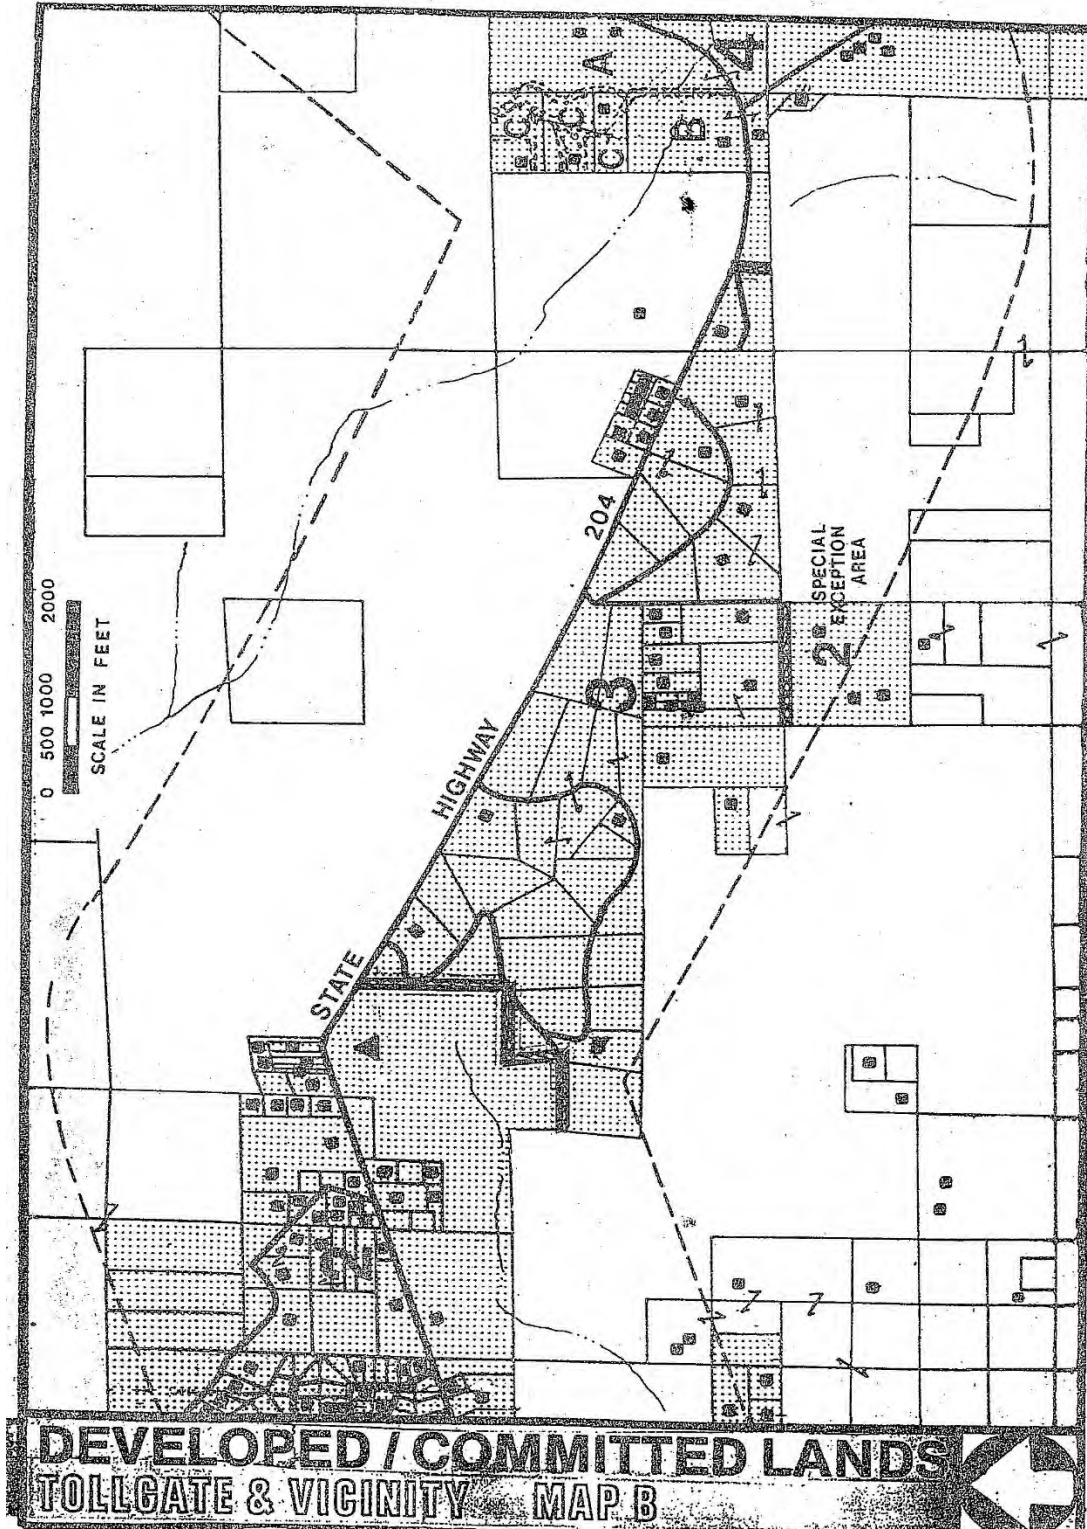 A
4
C
C
C
B
204
SPECIAL
EXCEPTION
AREA
2
3
0 500 1000 2000
SCALE IN FEET
HIGHWAY
STATE
DEVELOPED / COMMITTED LANDS
TOLLGATE & VICINITY MAP B